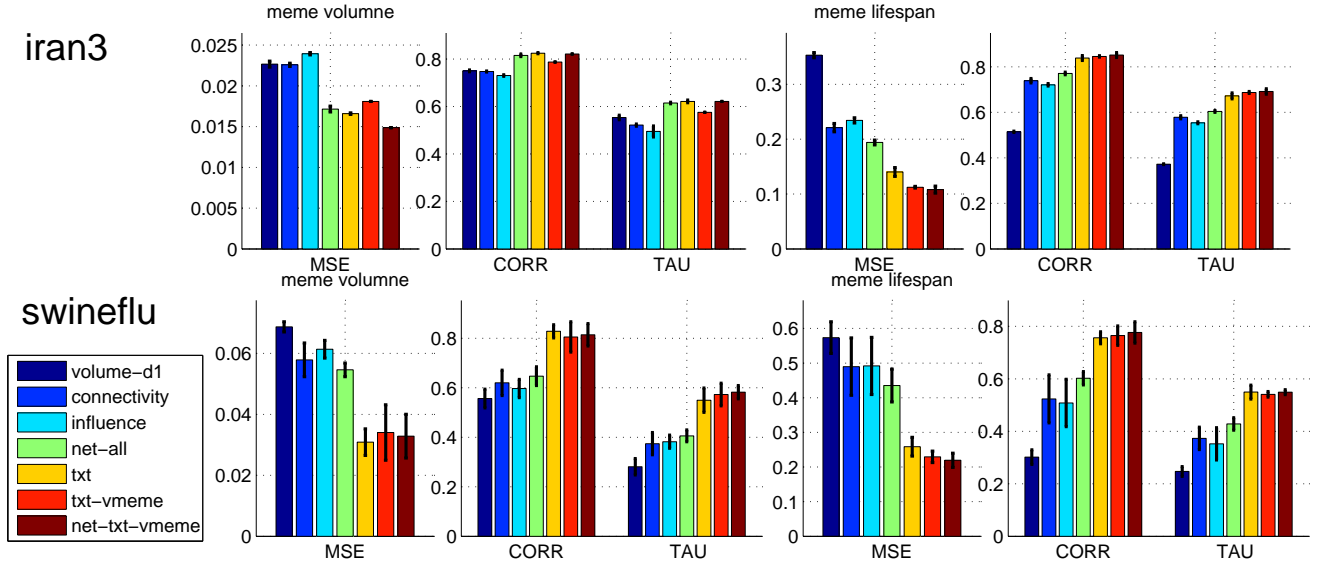 meme volumne
meme lifespan
iran3
0.025
0.02
0.015
0.01
0.005
0
MSE
0.8
0.6
0.4
0.2
0
CORR
TAU
0.3
0.2
0.1
0
MSE
0.8
0.6
0.4
0.2
0
CORR
TAU
meme volumne
meme lifespan
swineflu
volume-d1
connectivity
influence
net-all
txt
txt-vmeme
net-txt-vmeme
0.06
0.04
0.02
0
MSE
0.8
0.6
0.4
0.2
0
CORR
TAU
0.6
0.5
0.4
0.3
0.2
0.1
0
MSE
0.8
0.6
0.4
0.2
0
CORR
TAU